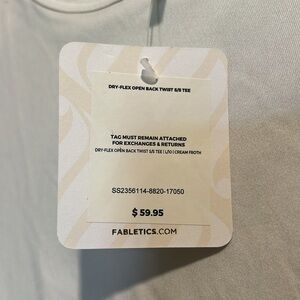 DRY-FLEX OPEN BACK TWIST S/S TEE
TAG MUST REMAIN ATTACHED
FOR EXCHANGES & RETURNS
DRY-FLEX OPEN BACK TWIST S/S TEE | L/O | CREAM FROTH
SS2356114-8820-17050
$ 59.95
FABLETICS.COM